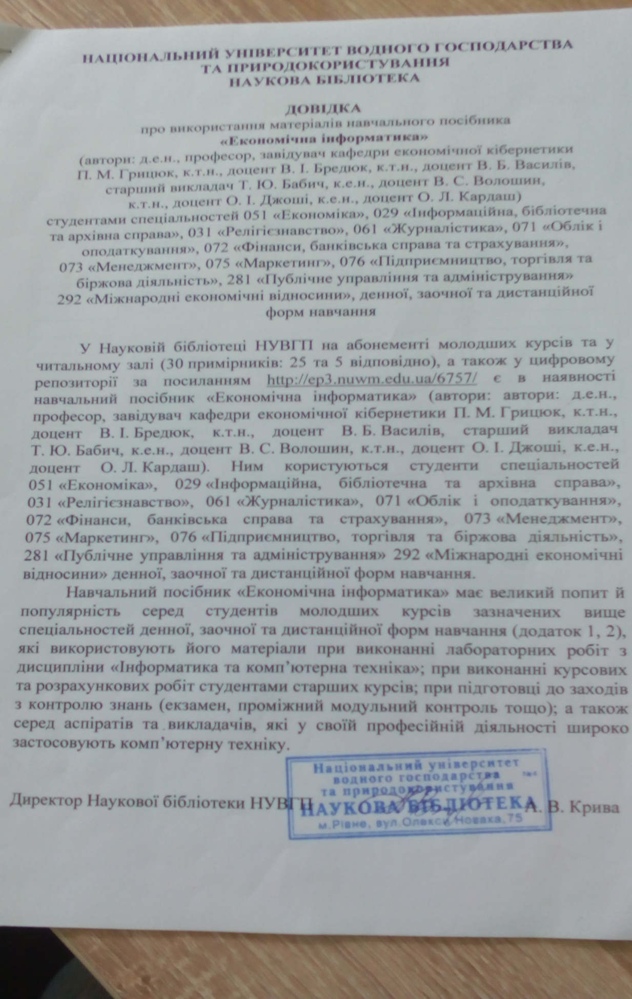 НАЦІОНАЛЬНИЙ УНІВЕРСИТЕТ ВОДНОГО ГОСПОДАРСТВА
ТА ПРИРОДОКОРИСТУВАННЯ
НАУКОВА БІБЛІОТЕКА
ДОВІДКА
про використання матеріалів навчального посібника
«Економічна інформатика»
(автори: д.е.н., професор, завідувач кафедри економічної кібернетики
П. М. Грицюк, к.т.н., доцент В. І. Бредюк, к.т.н., доцент В. Б. Василів,
старший викладач Т. Ю. Бабич, к.е.н., доцент В. С. Волошин,
к.т.н., доцент О. І. Джоші, к.е.н., доцент О. Л. Кардаш)
студентами спеціальностей 051 «Економіка», 029 «Інформаційна, бібліотечна
та архівна справа», 031 «Релігієзнавство», 061 «Журналістика», 071 «Облік і
оподаткування», 072 «Фінанси, банківська справа та страхування»,
073 «Менеджмент», 075 «Маркетинг», 076 «Підприємництво, торгівля та
біржова діяльність», 281 «Публічне управління та адміністрування»
292 «Міжнародні економічні відносини», денної, заочної та дистанційної
форм навчання
У Науковій бібліотеці НУВГП на абонементі молодших курсів та у
читальному залі (30 примірників: 25 та 5 відповідно), а також у цифровому
репозиторії за посиланням http://ep3.nuwm.edu.ua/6757/ є в наявності
навчальний посібник «Економічна інформатика» (автори: автори: д.е.н.,
професор, завідувач кафедри економічної кібернетики П. М. Грицюк, к.т.н.,
доцент В. І. Бредюк, к.т.н., доцент В. Б. Василів, старший викладач
Т. Ю. Бабич, к.е.н., доцент В. С. Волошин, к.т.н., доцент О. І. Джоші, к.е.н.,
доцент О. Л. Кардаш). Ним користуються студенти спеціальностей
051 «Економіка», 029 «Інформаційна, бібліотечна та архівна справа»,
031 «Релігієзнавство», 061 «Журналістика», 071 «Облік і оподаткування»,
072 «Фінанси, банківська справа та страхування», 073 «Менеджмент»,
075 «Маркетинг», 076 «Підприємництво, торгівля та біржова діяльність»,
281 «Публічне управління та адміністрування» 292 «Міжнародні економічні
відносини» денної, заочної та дистанційної форм навчання.
Навчальний посібник «Економічна інформатика» має великий попит й
популярність серед студентів молодших курсів зазначених вище
спеціальностей денної, заочної та дистанційної форм навчання (додаток 1, 2),
які використовують його матеріали при виконанні лабораторних робіт з
дисципліни «Інформатика та комп’ютерна техніка»; при виконанні курсових
та розрахункових робіт студентами старших курсів; при підготовці до заходів
з контролю знань (екзамен, проміжний модульний контроль тощо); а також
серед аспіратів та викладачів, які у своїй професійній діяльності широко
застосовують комп’ютерну техніку.
Національний університет
водного господарства
та природокористування
НАУКОВА БІБЛІОТЕКА
м.Рівне, вул.Олекси Новака,75
Директор Наукової бібліотеки НУВГП А. В. Крива